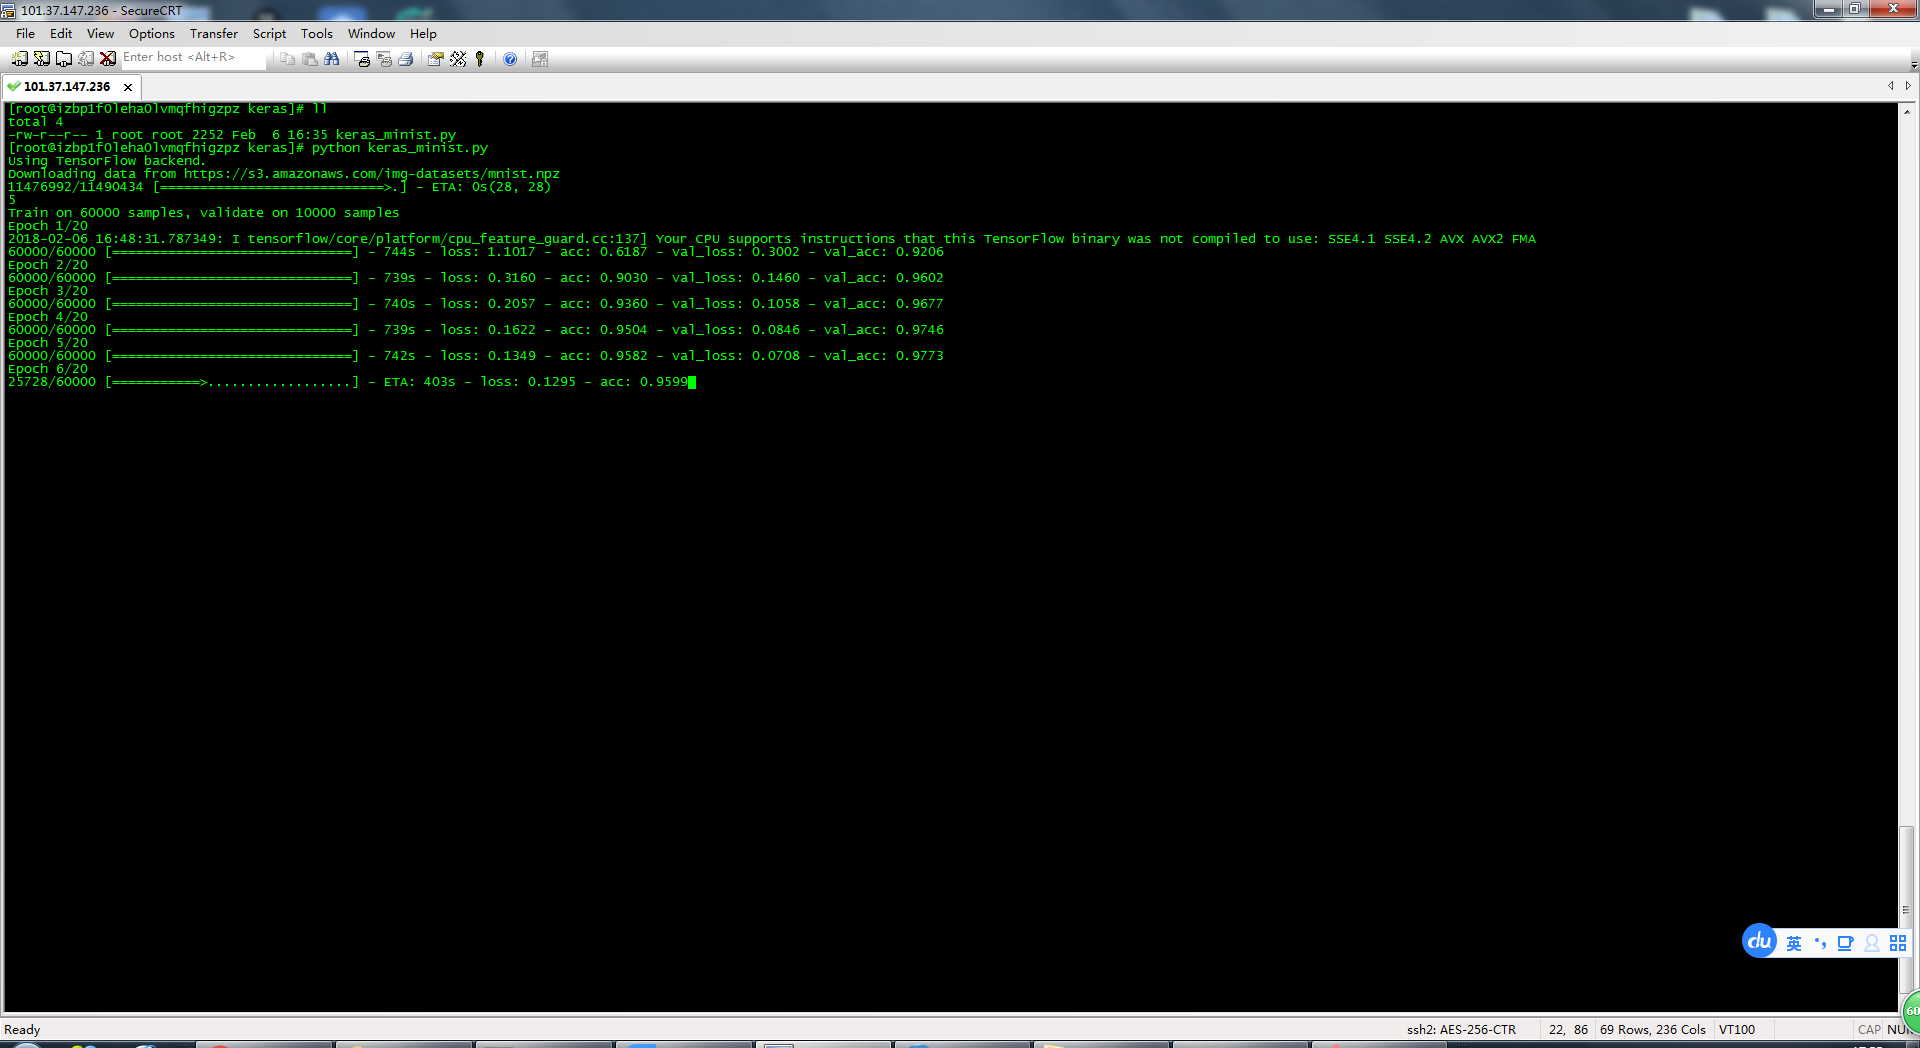 101.37.147.236 - SecureCRT
File Edit View Options Transfer Script Tools Window Help
Enter host <Alt+R>
101.37.147.236
[root@izbp1f0leha0lvmqfhigzpz keras]# ll
total 4
-rw-r--r-- 1 root root 2252 Feb  6 16:35 keras_minist.py
[root@izbp1f0leha0lvmqfhigzpz keras]# python keras_minist.py
Using TensorFlow backend.
Downloading data from https://s3.amazonaws.com/img-datasets/mnist.npz
11476992/11490434 [============================>.] - ETA: 0s(28, 28)
5
Train on 60000 samples, validate on 10000 samples
Epoch 1/20
2018-02-06 16:48:31.787349: I tensorflow/core/platform/cpu_feature_guard.cc:137] Your CPU supports instructions that this TensorFlow binary was not compiled to use: SSE4.1 SSE4.2 AVX AVX2 FMA
60000/60000 [==============================] - 744s - loss: 1.1017 - acc: 0.6187 - val_loss: 0.3002 - val_acc: 0.9206
Epoch 2/20
60000/60000 [==============================] - 739s - loss: 0.3160 - acc: 0.9030 - val_loss: 0.1460 - val_acc: 0.9602
Epoch 3/20
60000/60000 [==============================] - 740s - loss: 0.2057 - acc: 0.9360 - val_loss: 0.1058 - val_acc: 0.9677
Epoch 4/20
60000/60000 [==============================] - 739s - loss: 0.1622 - acc: 0.9504 - val_loss: 0.0846 - val_acc: 0.9746
Epoch 5/20
60000/60000 [==============================] - 742s - loss: 0.1349 - acc: 0.9582 - val_loss: 0.0708 - val_acc: 0.9773
Epoch 6/20
25728/60000 [===========>..................] - ETA: 403s - loss: 0.1295 - acc: 0.9599
du 英
60
Ready ssh2: AES-256-CTR 22, 86 69 Rows, 236 Cols VT100 CAP NU